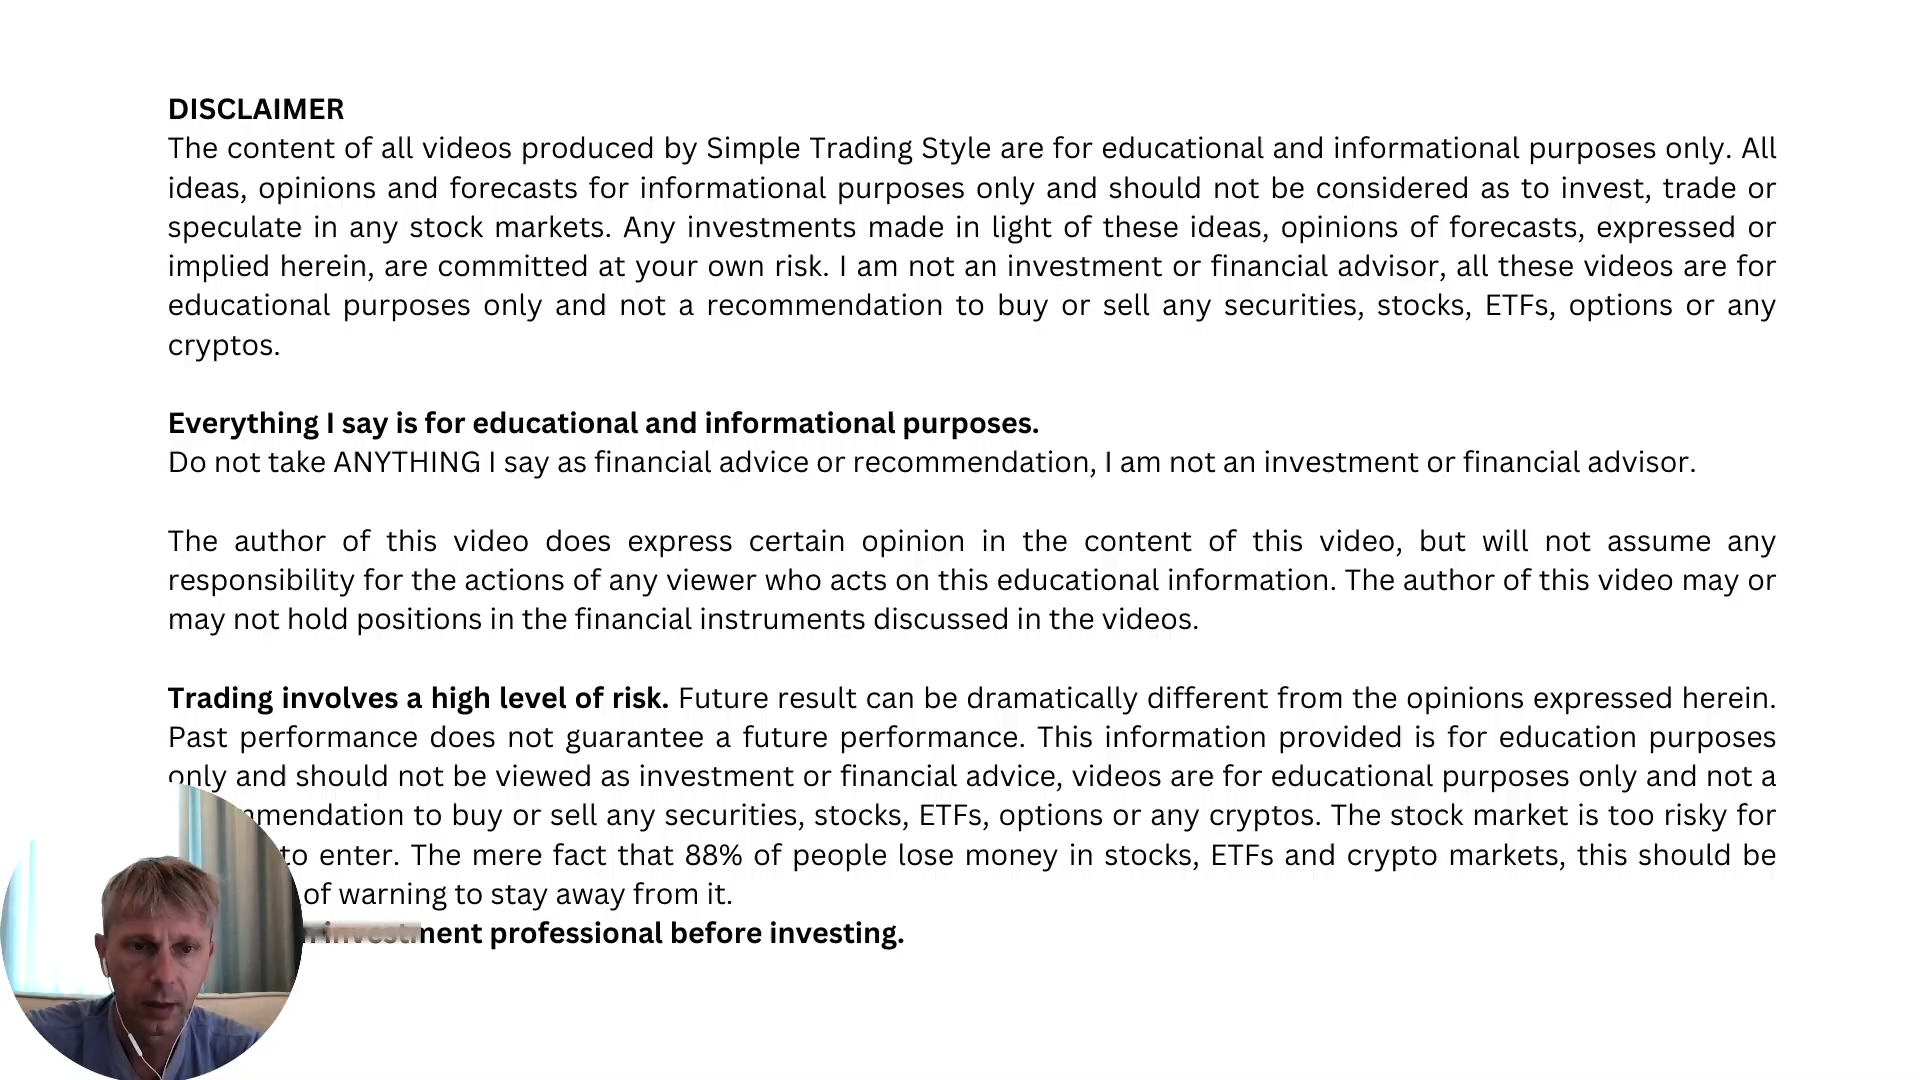 DISCLAIMER
The content of all videos produced by Simple Trading Style are for educational and informational purposes only. All
ideas, opinions and forecasts for informational purposes only and should not be considered as to invest, trade or
speculate in any stock markets. Any investments made in light of these ideas, opinions of forecasts, expressed or
implied herein, are committed at your own risk. I am not an investment or financial advisor, all these videos are for
educational purposes only and not a recommendation to buy or sell any securities, stocks, ETFs, options or any
cryptos.
Everything I say is for educational and informational purposes.
Do not take ANYTHING I say as financial advice or recommendation, I am not an investment or financial advisor.
The author of this video does express certain opinion in the content of this video, but will not assume any
responsibility for the actions of any viewer who acts on this educational information. The author of this video may or
may not hold positions in the financial instruments discussed in the videos.
Trading involves a high level of risk. Future result can be dramatically different from the opinions expressed herein.
Past performance does not guarantee a future performance. This information provided is for education purposes
only and should not be viewed as investment or financial advice, videos are for educational purposes only and not a
to buy or sell any securities, stocks, ETFs, options or any cryptos. The stock market is too risky for
to enter. The mere fact that 88% of people lose money in stocks, ETFs and crypto markets, this should be
of warning to stay away from it.
investment professional before investing.